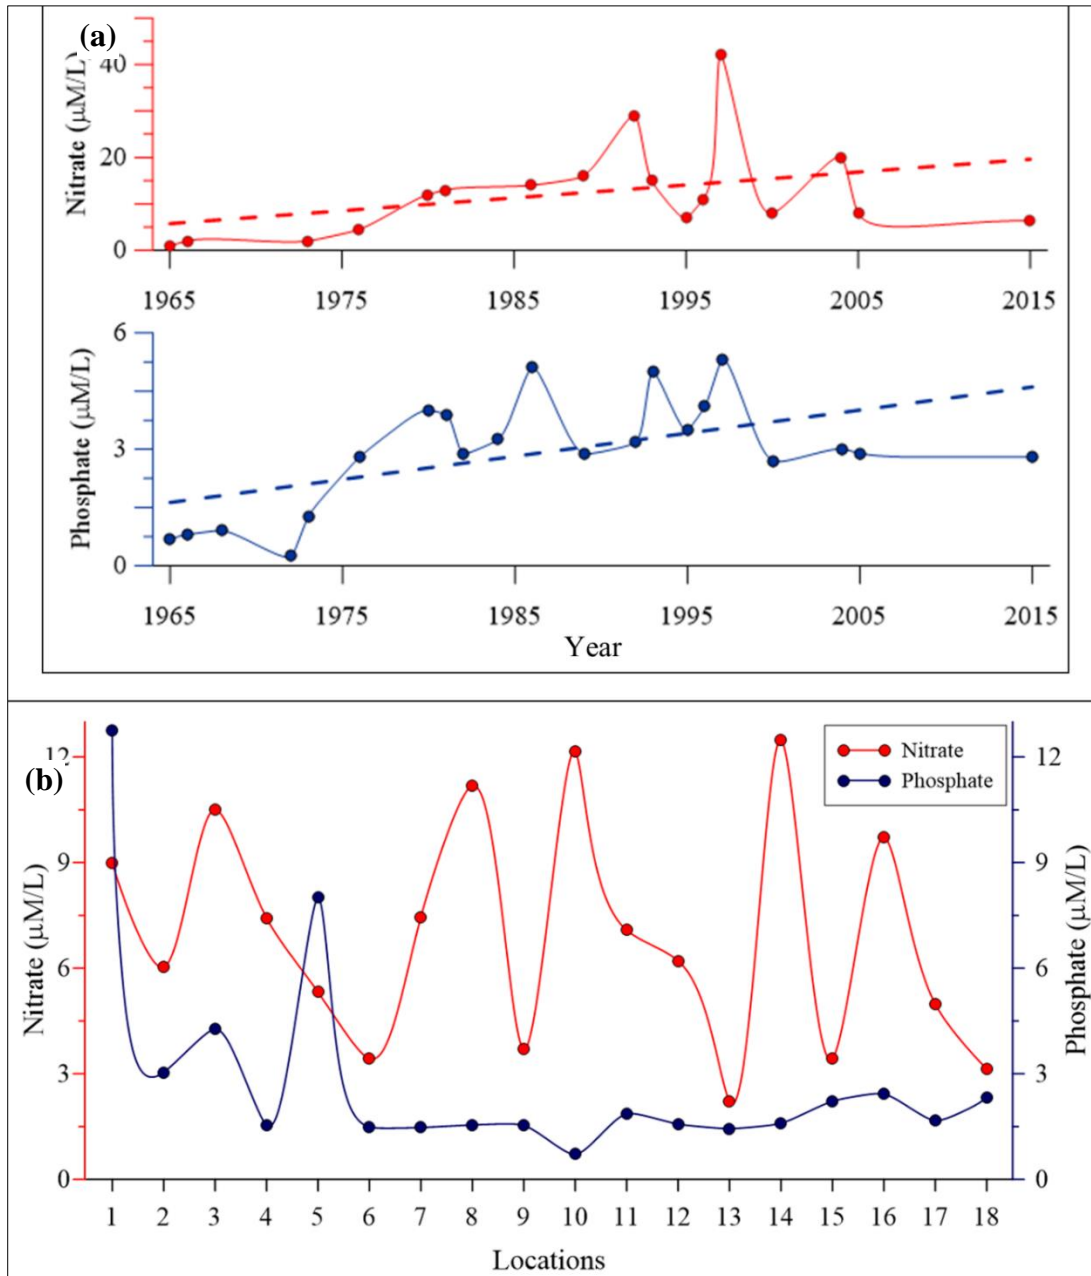 (a)
Nitrate (µM/L)
40
20
0
1965 1975 1985 1995 2005 2015
Phosphate (µM/L)
6
3
0
1965 1975 1985 1995 2005 2015
Year
(b)
Nitrate (µM/L)
12
9
6
3
0
Nitrate
Phosphate
12
9
6
3
0
Phosphate (µM/L)
1 2 3 4 5 6 7 8 9 10 11 12 13 14 15 16 17 18
Locations